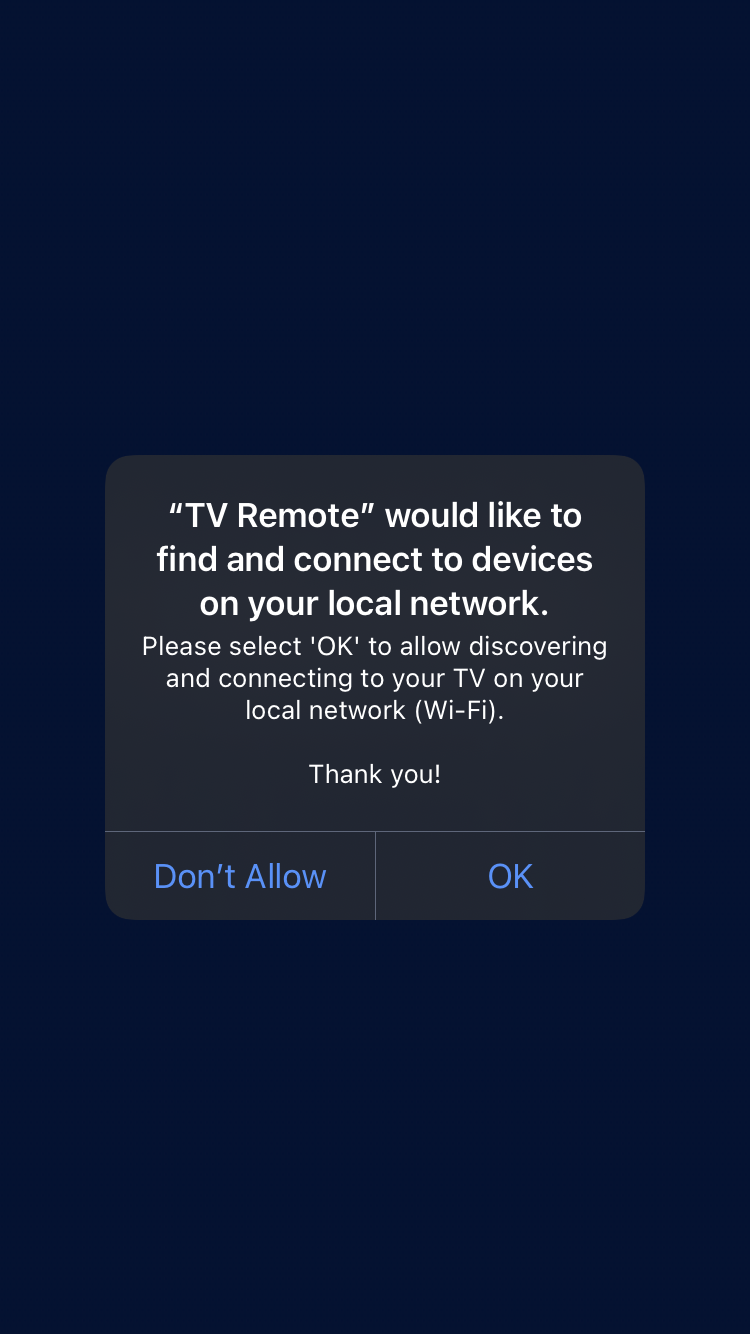 “TV Remote” would like to
find and connect to devices
on your local network.
Please select 'OK' to allow discovering
and connecting to your TV on your
local network (Wi-Fi).
Thank you!
Don’t Allow
OK